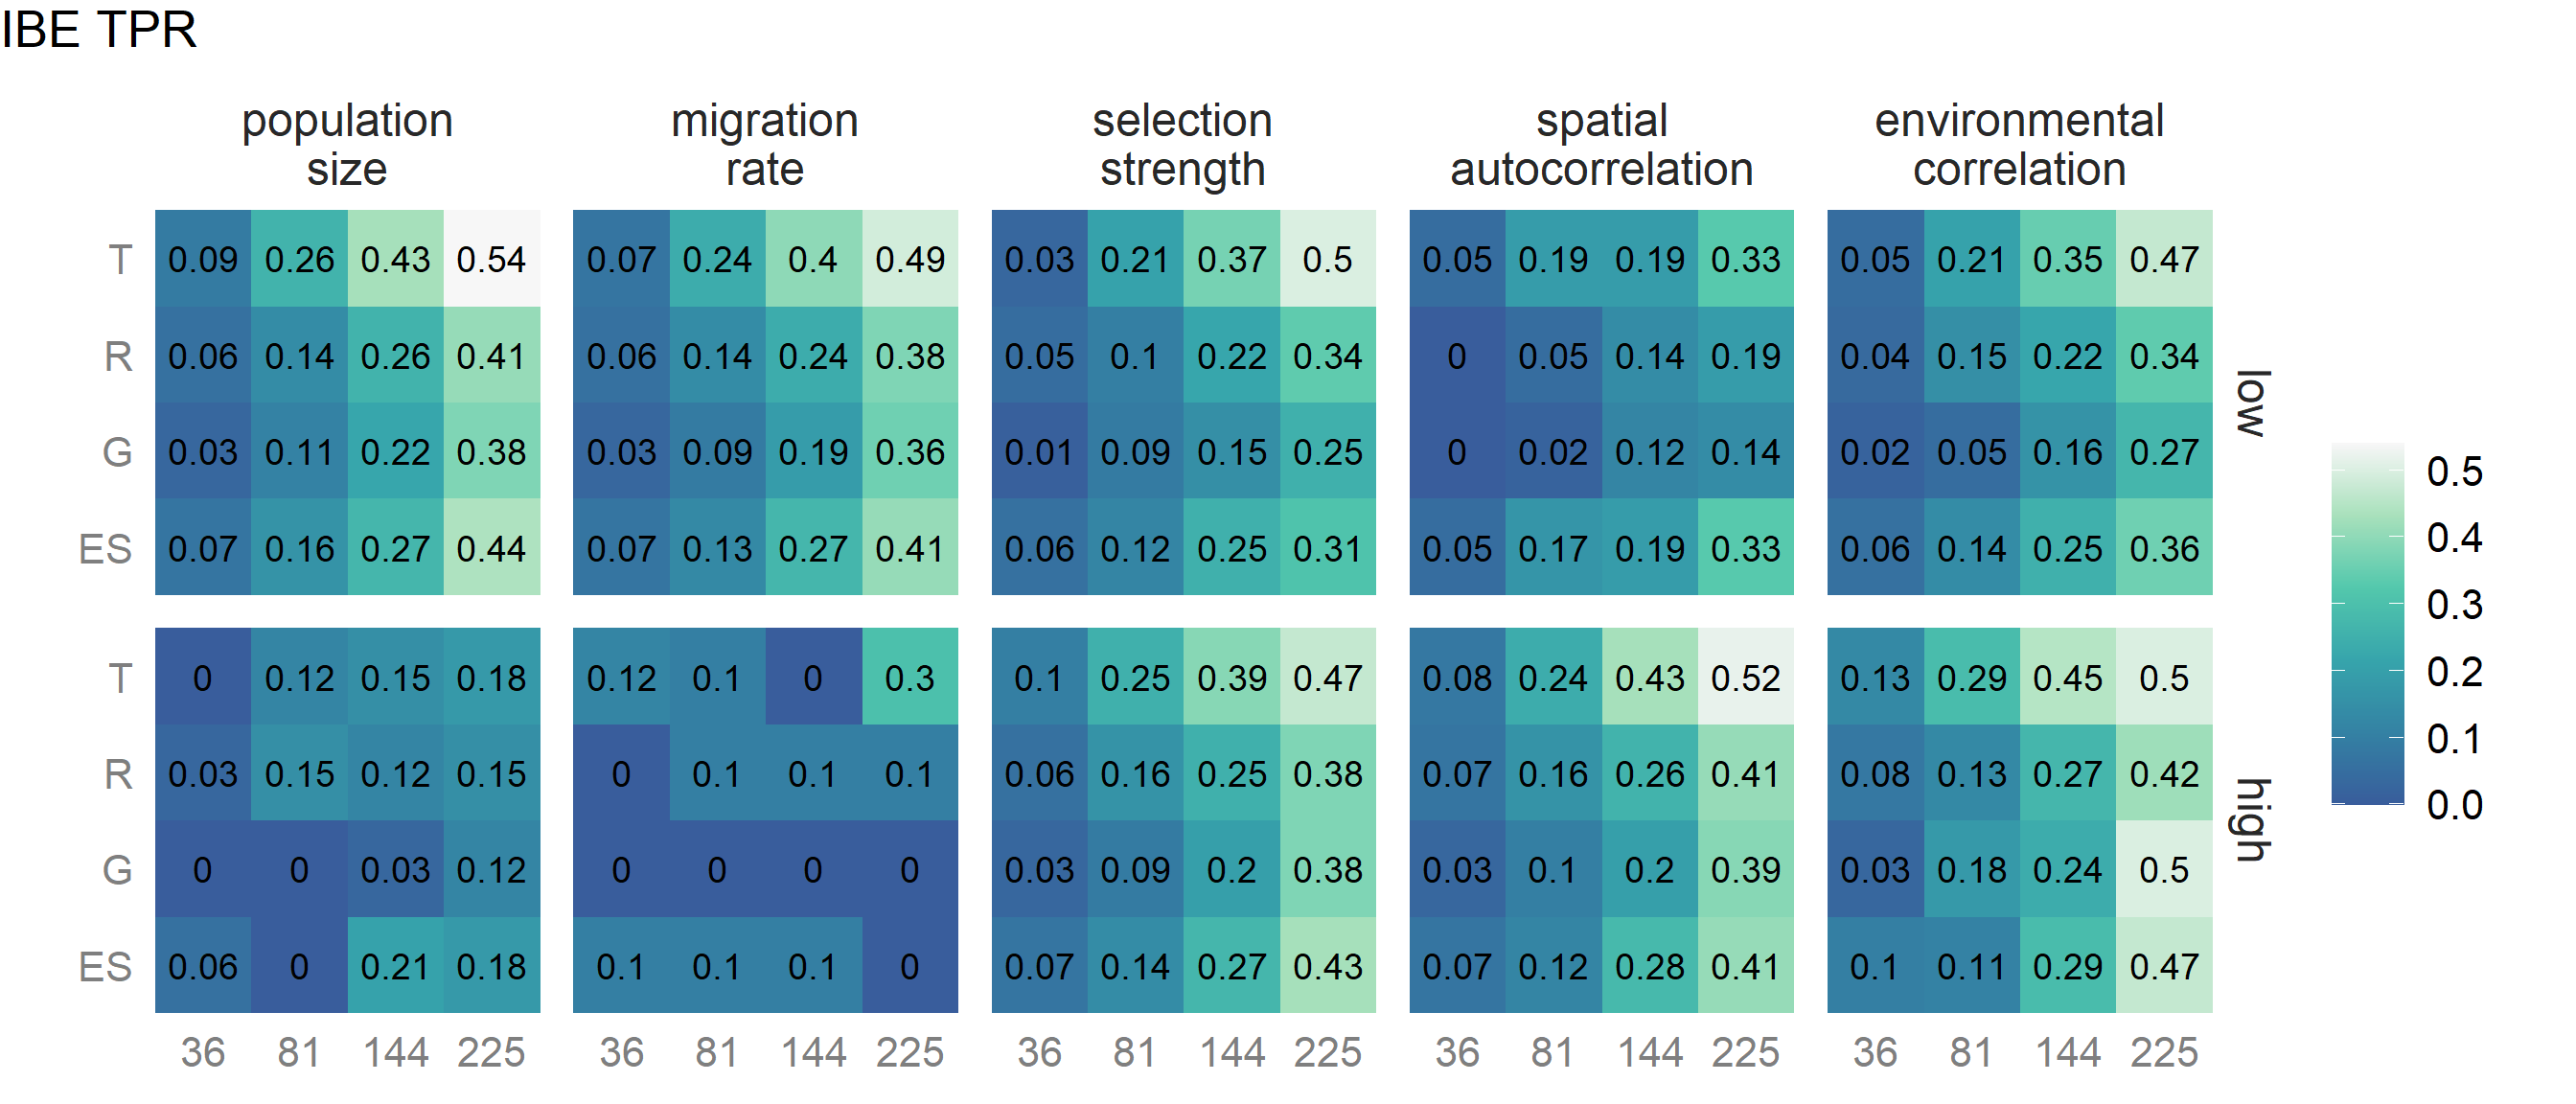 IBE TPR
population migration selection spatial environmental
size rate strength autocorrelation correlation
T 0.09 0.26 0.43 0.54 0.07 0.24 0.4 0.49 0.03 0.21 0.37 0.5 0.05 0.19 0.19 0.33 0.05 0.21 0.35 0.47
R 0.06 0.14 0.26 0.41 0.06 0.14 0.24 0.38 0.05 0.1 0.22 0.34 0 0.05 0.14 0.19 0.04 0.15 0.22 0.34
G 0.03 0.11 0.22 0.38 0.03 0.09 0.19 0.36 0.01 0.09 0.15 0.25 0 0.02 0.12 0.14 0.02 0.05 0.16 0.27
ES 0.07 0.16 0.27 0.44 0.07 0.13 0.27 0.41 0.06 0.12 0.25 0.31 0.05 0.17 0.19 0.33 0.06 0.14 0.25 0.36
low
T 0 0.12 0.15 0.18 0.12 0.1 0 0.3 0.1 0.25 0.39 0.47 0.08 0.24 0.43 0.52 0.13 0.29 0.45 0.5
R 0.03 0.15 0.12 0.15 0 0.1 0.1 0.1 0.06 0.16 0.25 0.38 0.07 0.16 0.26 0.41 0.08 0.13 0.27 0.42
G 0 0 0.03 0.12 0 0 0 0 0.03 0.09 0.2 0.38 0.03 0.1 0.2 0.39 0.03 0.18 0.24 0.5
ES 0.06 0 0.21 0.18 0.1 0.1 0.1 0 0.07 0.14 0.27 0.43 0.07 0.12 0.28 0.41 0.1 0.11 0.29 0.47
high
36 81 144 225 36 81 144 225 36 81 144 225 36 81 144 225 36 81 144 225
0.5
0.4
0.3
0.2
0.1
0.0